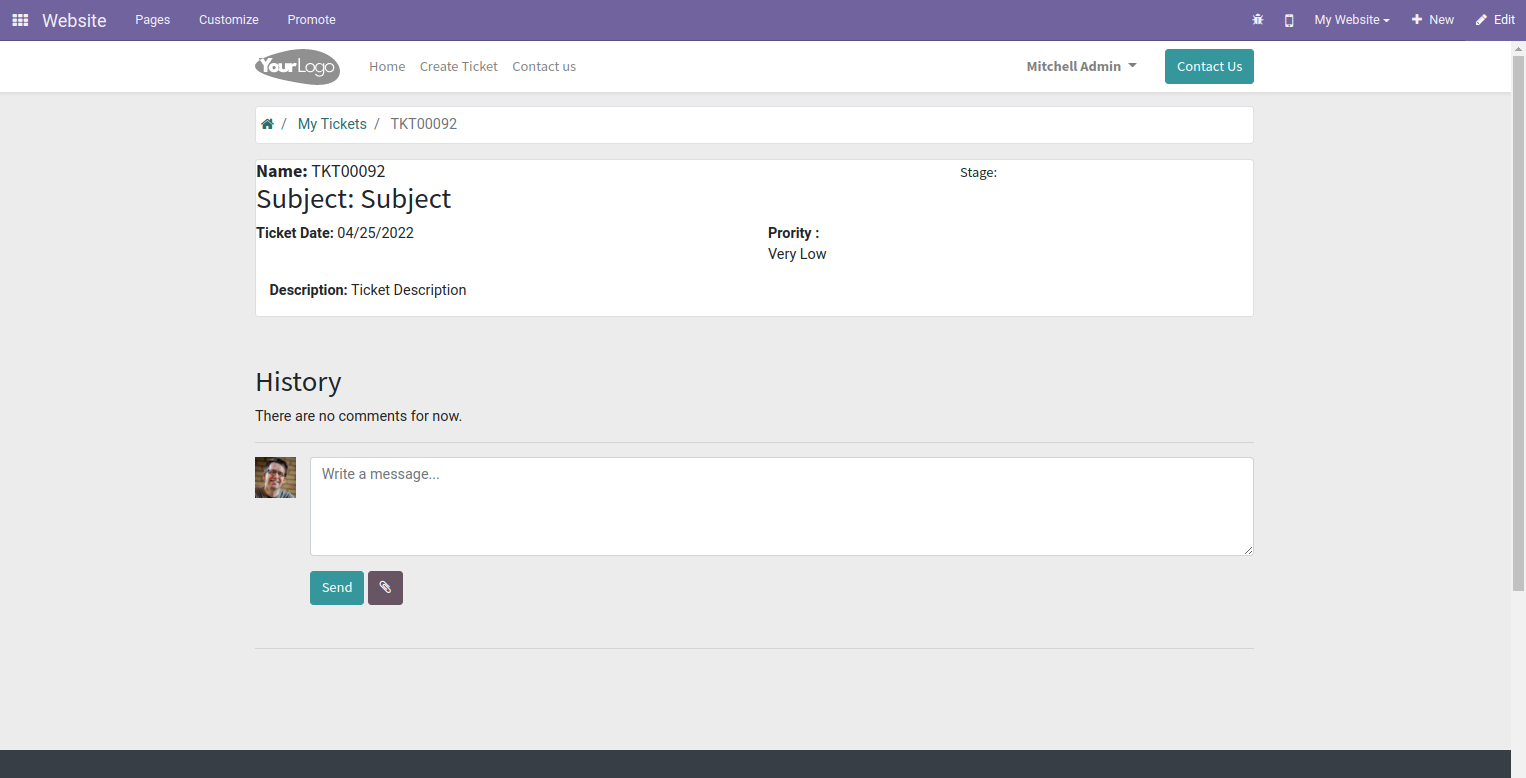 Website Pages Customize Promote My Website New Edit
YourLogo Home Create Ticket Contact us Mitchell Admin Contact Us
/ My Tickets / TKT00092
Name: TKT00092 Stage:
Subject: Subject
Ticket Date: 04/25/2022 Prority :
Very Low
Description: Ticket Description
History
There are no comments for now.
Write a message...
Send